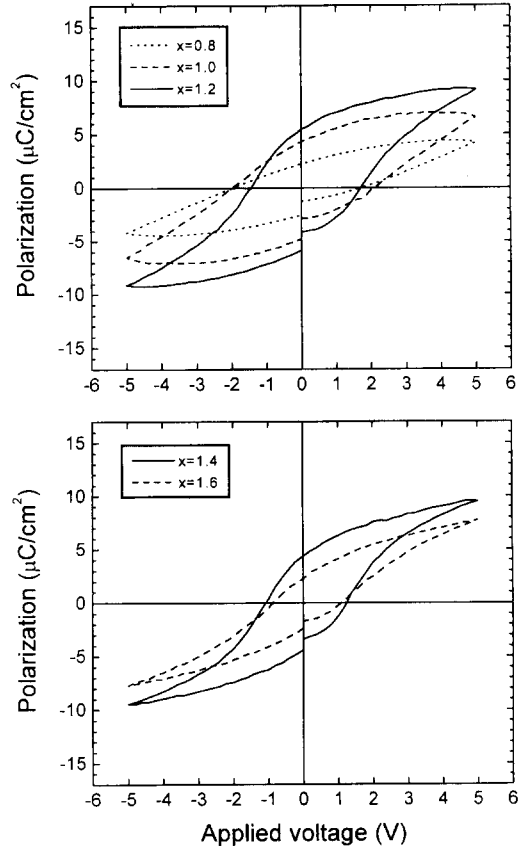 x=0.8
x=1.0
x=1.2
15
10
5
0
-5
-10
-15
Polarization (μC/cm²)
-6 -5 -4 -3 -2 -1 0 1 2 3 4 5 6
x=1.4
x=1.6
15
10
5
0
-5
-10
-15
Polarization (μC/cm²)
-6 -5 -4 -3 -2 -1 0 1 2 3 4 5 6
Applied voltage (V)